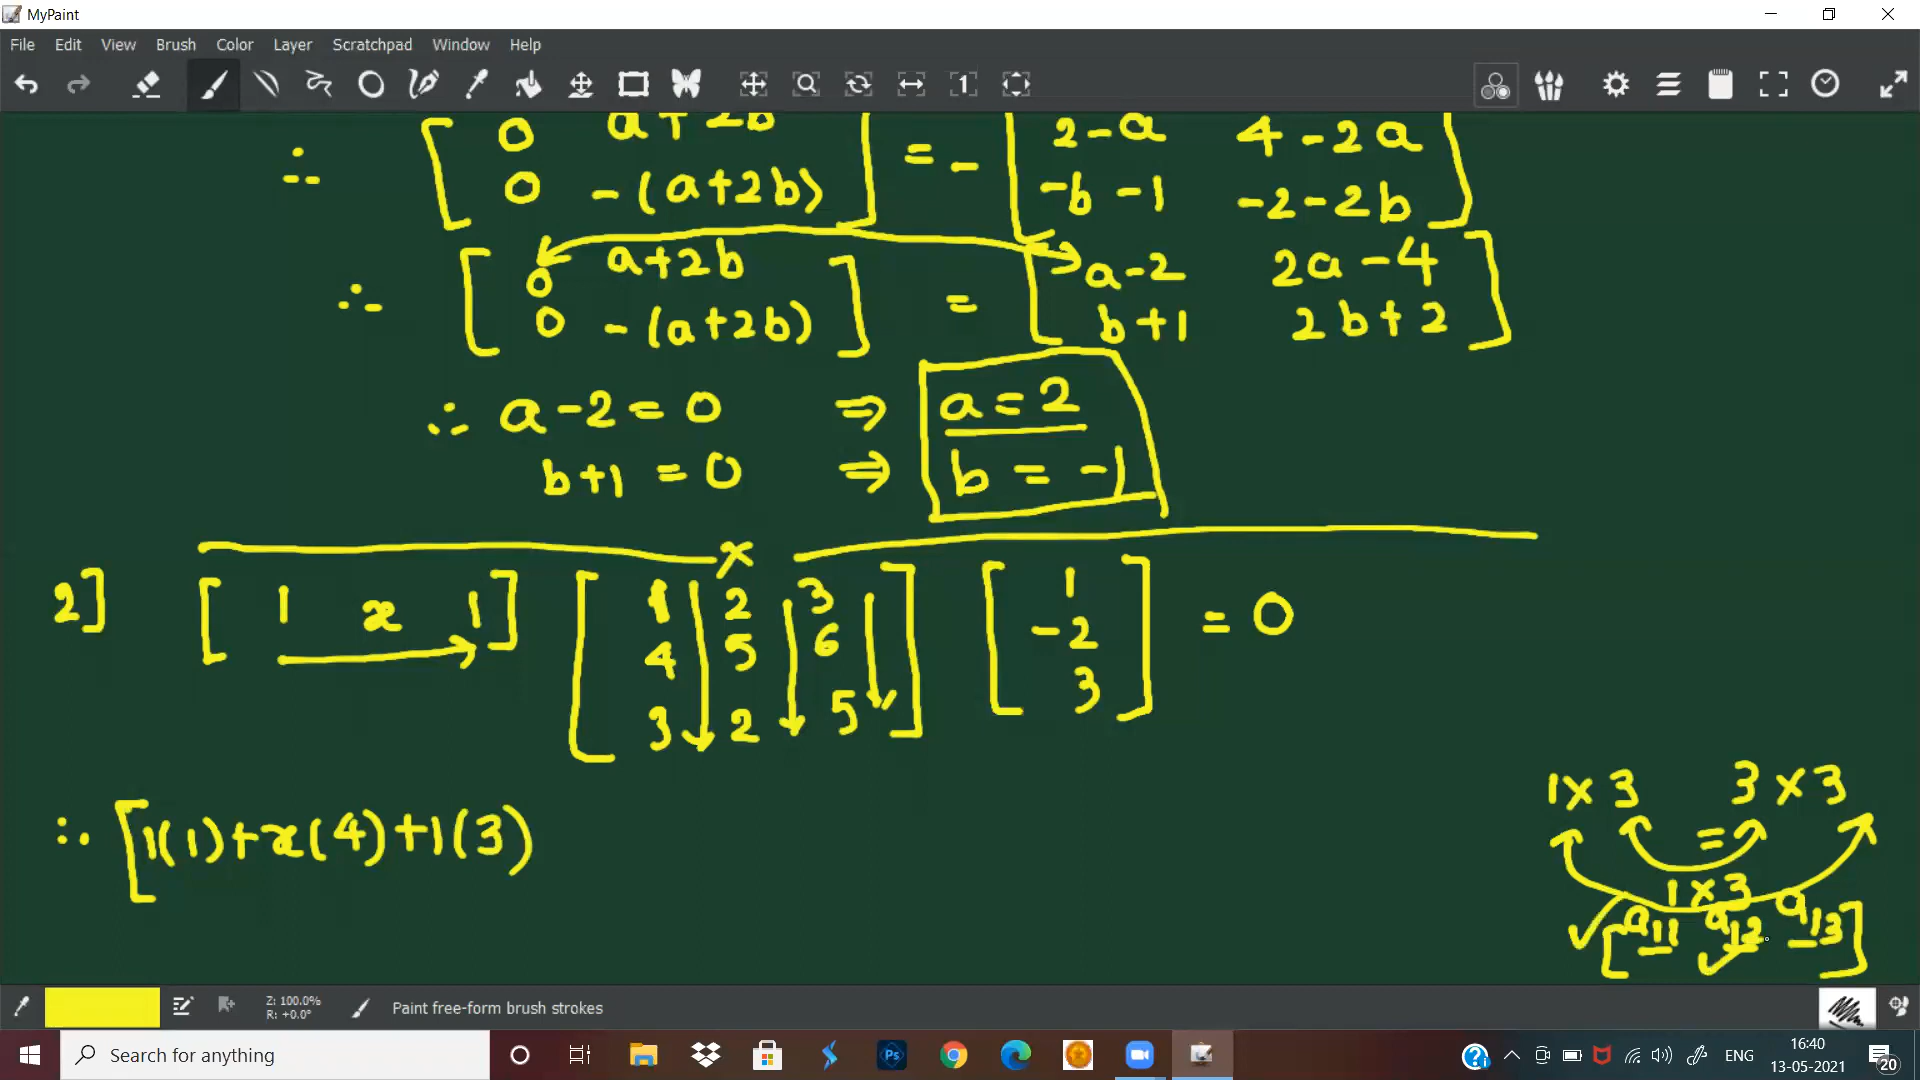 MyPaint
File Edit View Brush Color Layer Scratchpad Window Help
∴ [ 0 a+2b ] = - [ 2-a 4-2a ]
0 -(a+2b) -b-1 -2-2b
∴ [ 0 a+2b ] = [ a-2 2a-4 ]
0 -(a+2b) b+1 2b+2
∴ a-2=0 ⇒ a=2
b+1=0 ⇒ b=-1
x
2] [ 1 x 1 ] [ 1 2 3 ] [ 1 ] = 0
4 5 6 -2
3 2 5 3
1×3 3×3
∴ [ 1(1)+x(4)+1(3)
=
1×3
[ a11 a12 a13 ]
Z: 100.0%
R: +0.0°
Paint free-form brush strokes
Search for anything
Ps
ENG
16:40
13-05-2021
20